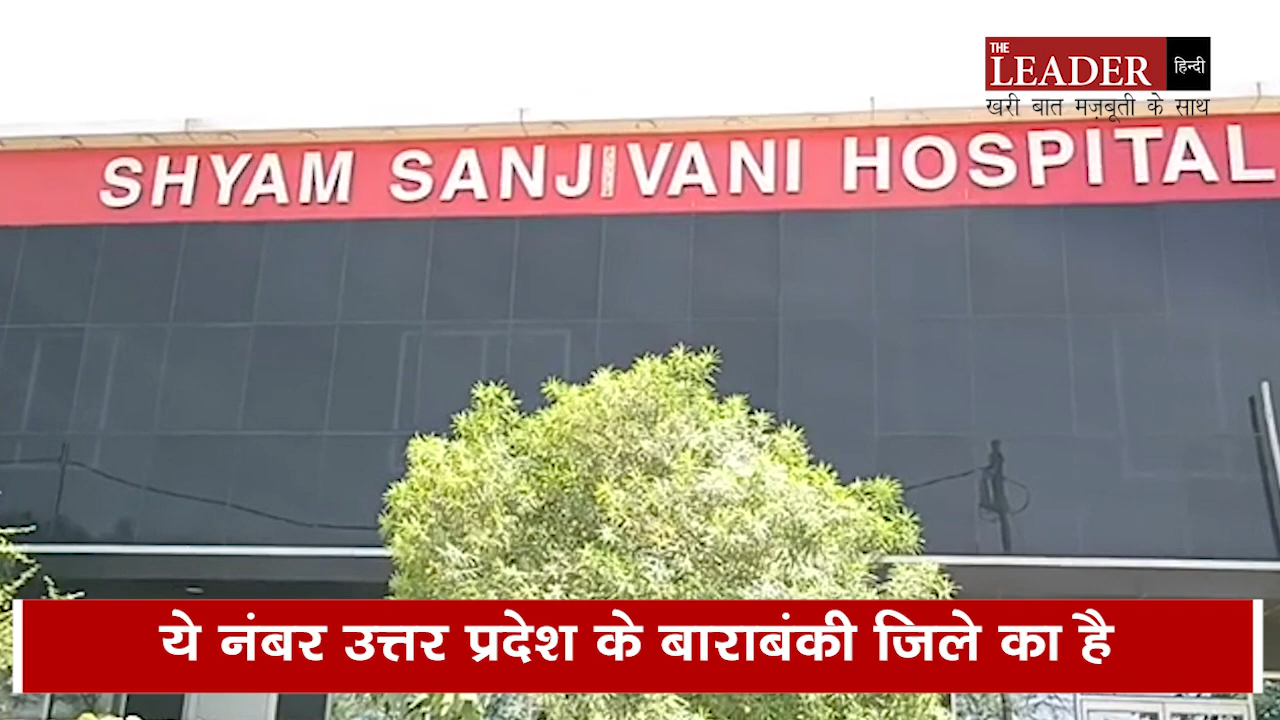 THE
LEADER हिन्दी
खरी बात मज़बूती के साथ
SHYAM SANJIVANI HOSPITAL
ये नंबर उत्तर प्रदेश के बाराबंकी जिले का है